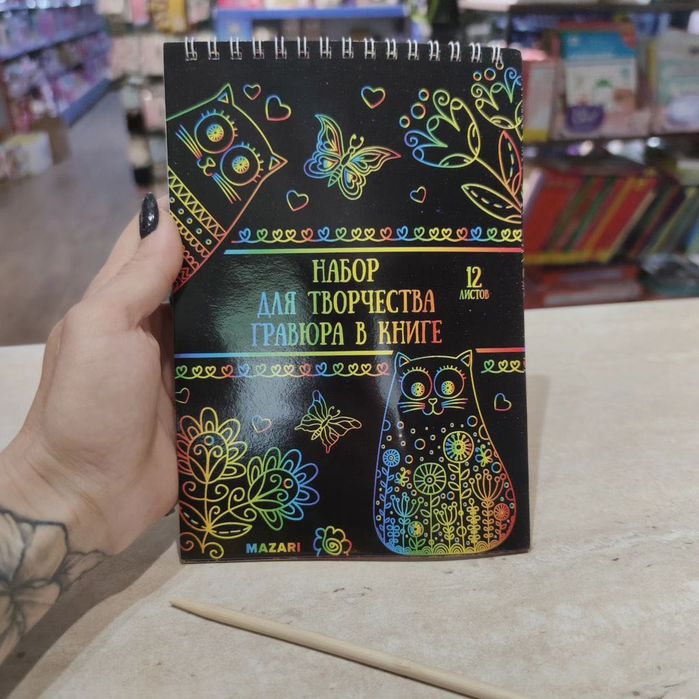 НАБОР
ДЛЯ ТВОРЧЕСТВА
ГРАВЮРА В КНИГЕ
12
ЛИСТОВ
MAZARI